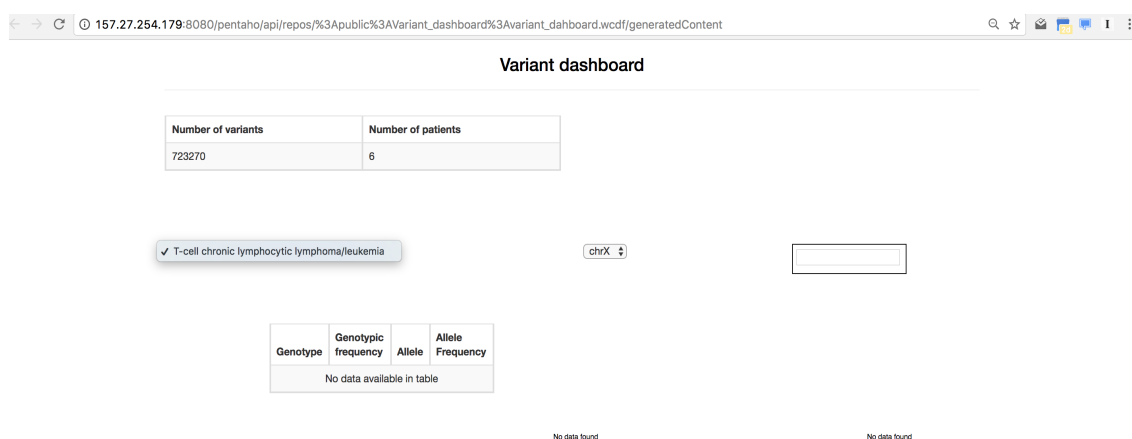 157.27.254.179:8080/pentaho/api/repos/%3Apublic%3AVariant_dashboard%3Avariant_dahboard.wcdf/generatedContent
Variant dashboard
Number of variants Number of patients
723270 6
✓ T-cell chronic lymphocytic lymphoma/leukemia chrX
Genotype Genotypic frequency Allele Allele Frequency
No data available in table
No data found No data found